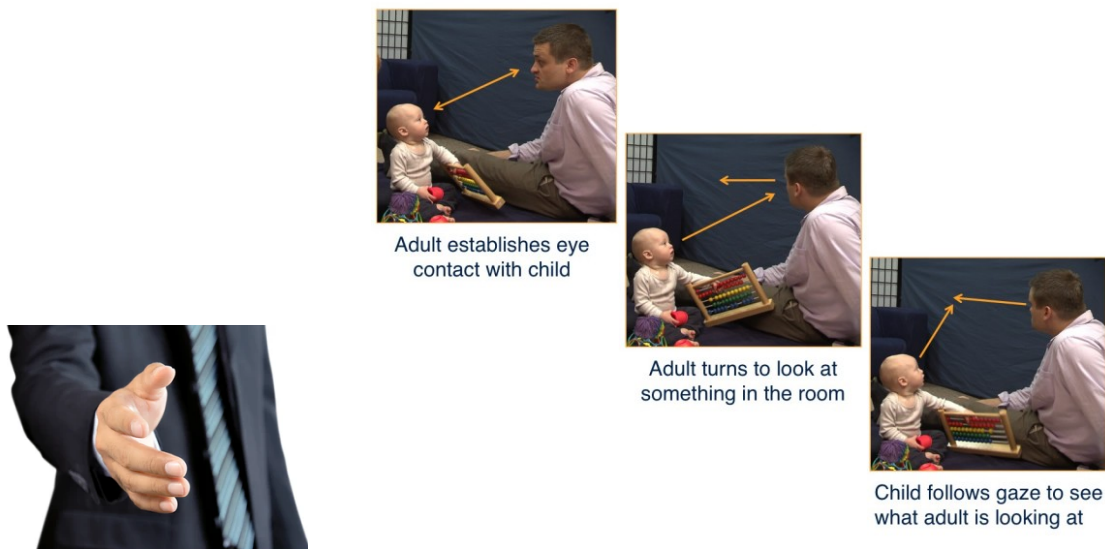 Adult establishes eye
contact with child
Adult turns to look at
something in the room
Child follows gaze to see
what adult is looking at